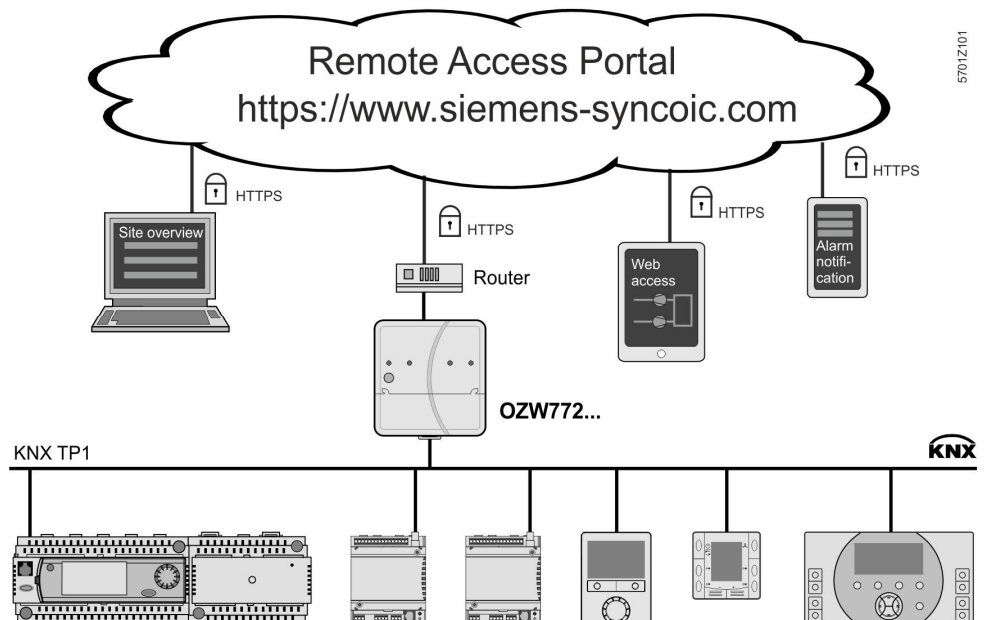 Remote Access Portal
https://www.siemens-syncoic.com
5701Z101
HTTPS
HTTPS
HTTPS
HTTPS
Site overview
Router
Web
access
Alarm
notifi-
cation
OZW772...
KNX TP1
KNX